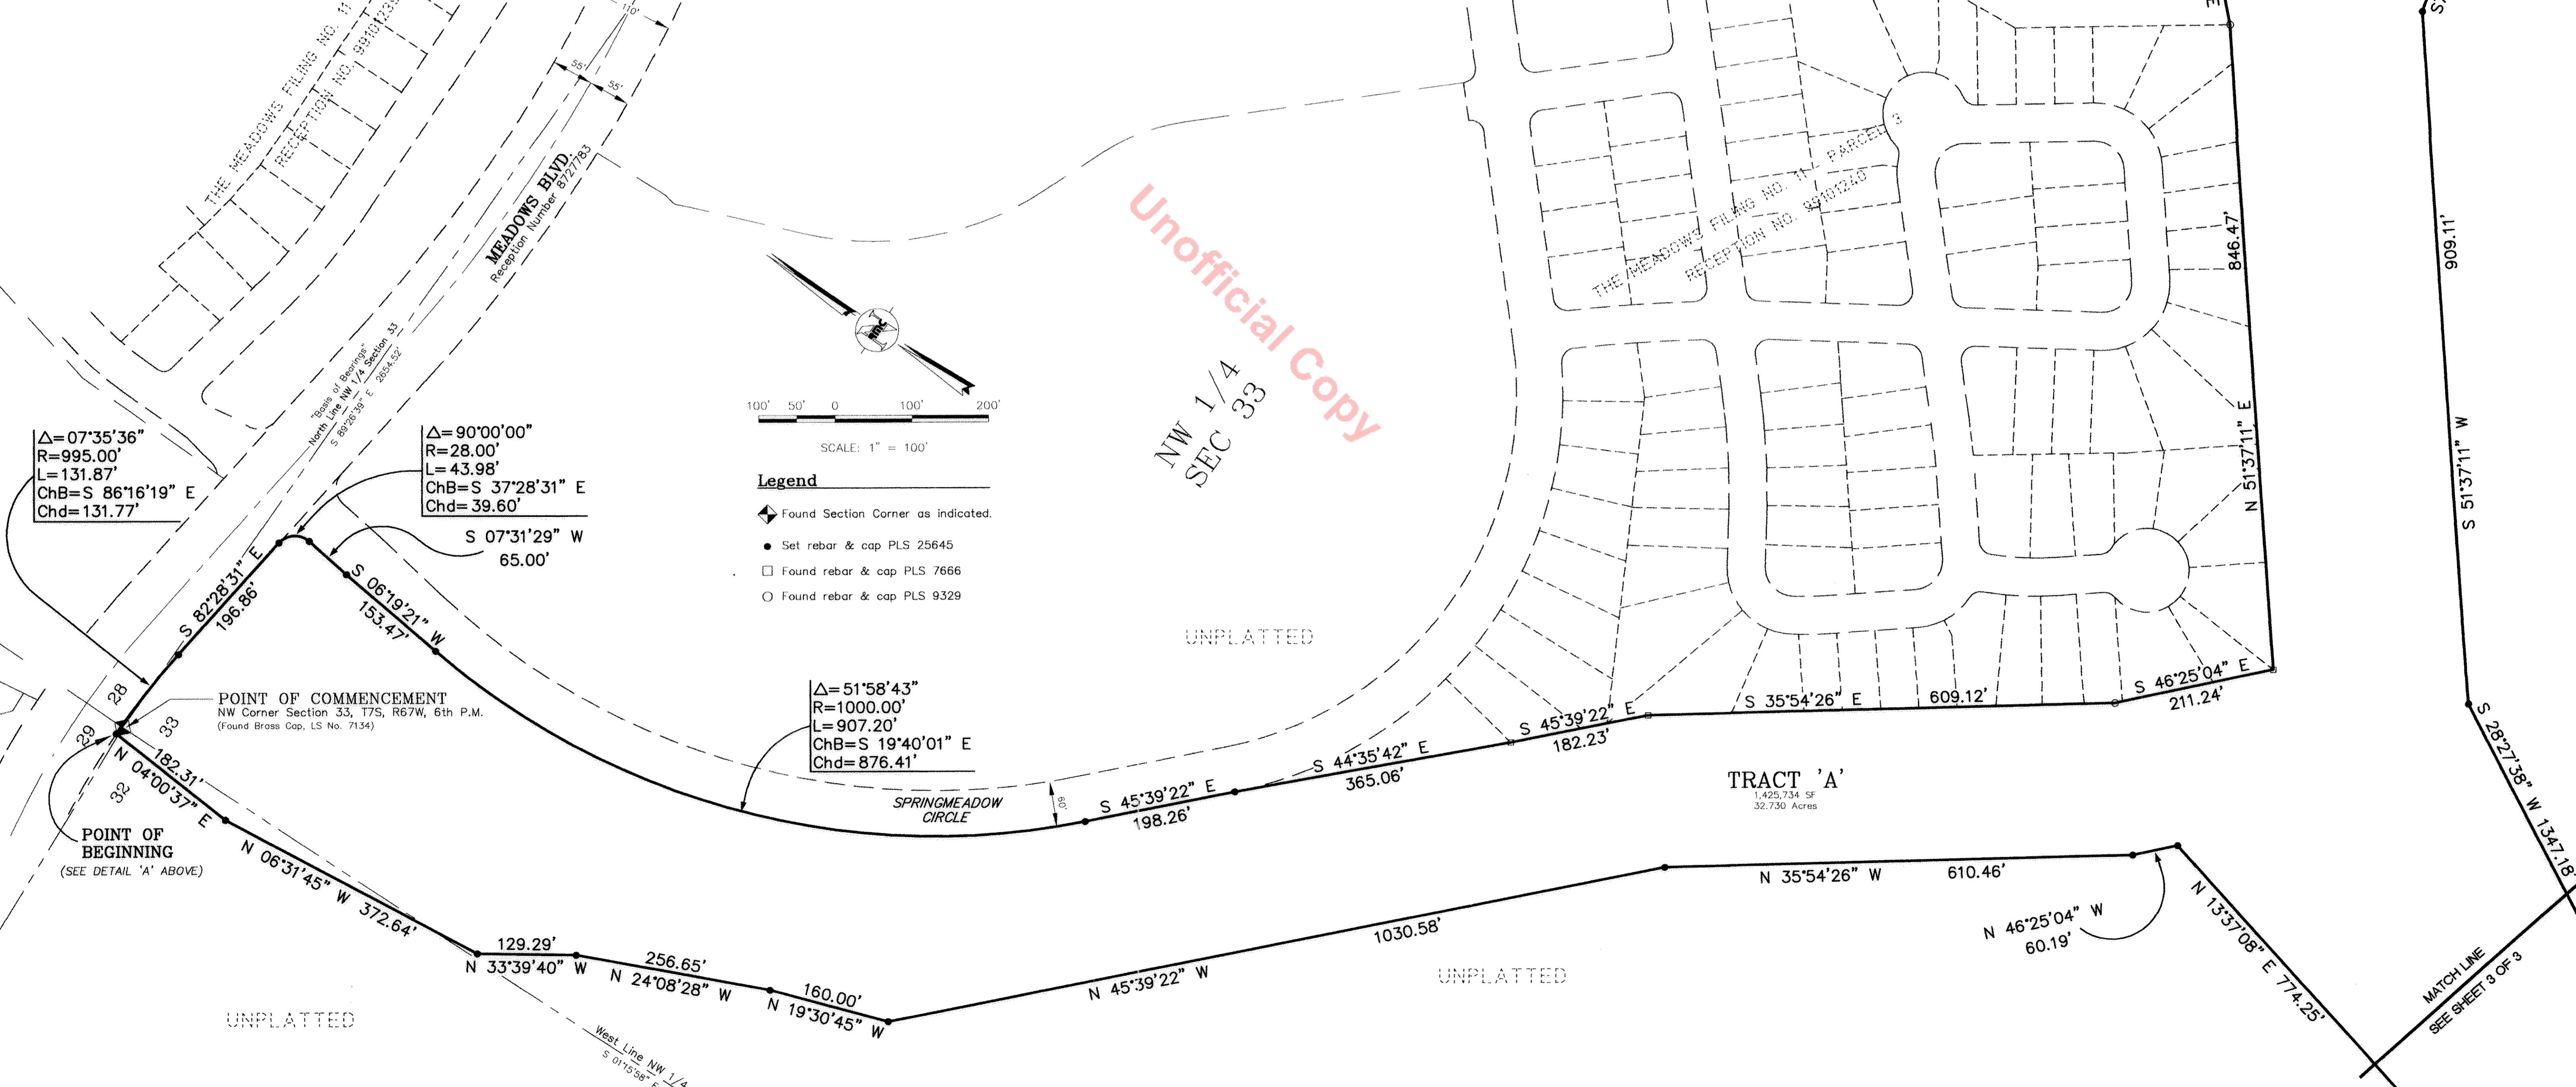 THE MEADOWS FILING NO. 11
RECEPTION NO.
110'
55'
55'
MEADOWS BLVD.
Reception Number 8727783
"Basis of Bearings"
North Line NW 1/4 Section 33
S 89°26'39" E 2654.52'
Δ=07°35'36"
R=995.00'
L=131.87'
ChB=S 86°16'19" E
Chd=131.77'
Δ=90°00'00"
R=28.00'
L=43.98'
ChB=S 37°28'31" E
Chd=39.60'
S 07°31'29" W
65.00'
S 82°28'31" E
196.86'
S 06°19'21" W
153.47'
100' 50' 0 100' 200'
SCALE: 1" = 100'
Legend
Found Section Corner as indicated.
Set rebar & cap PLS 25645
Found rebar & cap PLS 7666
Found rebar & cap PLS 9329
Unofficial Copy
NW 1/4
SEC 33
UNPLATTED
THE MEADOWS FILING NO. 11 - PARCEL 3
RECEPTION NO. 99101240
846.47'
N 51°37'11" E
909.11'
S 51°37'11" W
28
29
33
32
POINT OF COMMENCEMENT
NW Corner Section 33, T7S, R67W, 6th P.M.
(Found Brass Cap, LS No. 7134)
182.31'
N 04°00'37" E
POINT OF
BEGINNING
(SEE DETAIL 'A' ABOVE)
N 06°31'45" W 372.64'
Δ=51°58'43"
R=1000.00'
L=907.20'
ChB=S 19°40'01" E
Chd=876.41'
SPRINGMEADOW
CIRCLE
60'
S 45°39'22" E
198.26'
S 44°35'42" E
365.06'
S 45°39'22" E
182.23'
S 35°54'26" E 609.12'
S 46°25'04" E
211.24'
TRACT 'A'
1,425,734 SF
32.730 Acres
S 28°27'38" W 1347.18'
129.29'
N 33°39'40" W
256.65'
N 24°08'28" W
160.00'
N 19°30'45" W
1030.58'
N 45°39'22" W
N 35°54'26" W 610.46'
N 46°25'04" W
60.19'
N 13°37'08" E 774.25'
MATCH LINE
SEE SHEET 3 OF 3
UNPLATTED
UNPLATTED
West Line NW 1/4
S 01°15'58" E